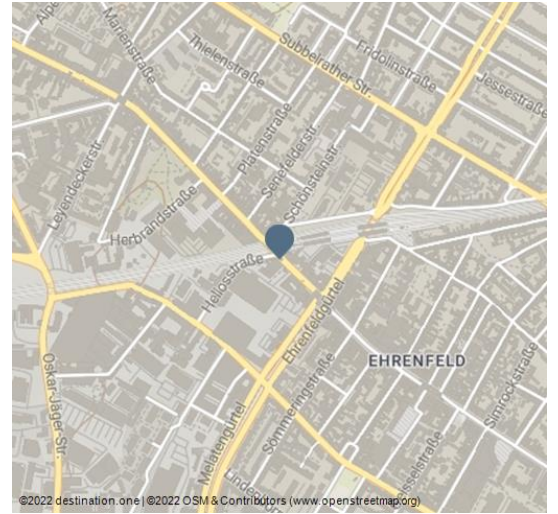 Marienstraße
Thielenstraße
Subbelrather Str.
Fridolinstraße
Jessestraße
Leyendeckerstr.
Platenstraße
Senefelderstr.
Schönsteinstr
Herbrandstraße
Heliosstraße
Ehrenfeldgürtel
EHRENFELD
Oskar-Jäger-Str.
Sömmeringstraße
Simrockstraße
Melatengürtel
©2022 destination.one | ©2022 OSM & Contributors (www.openstreetmap.org)